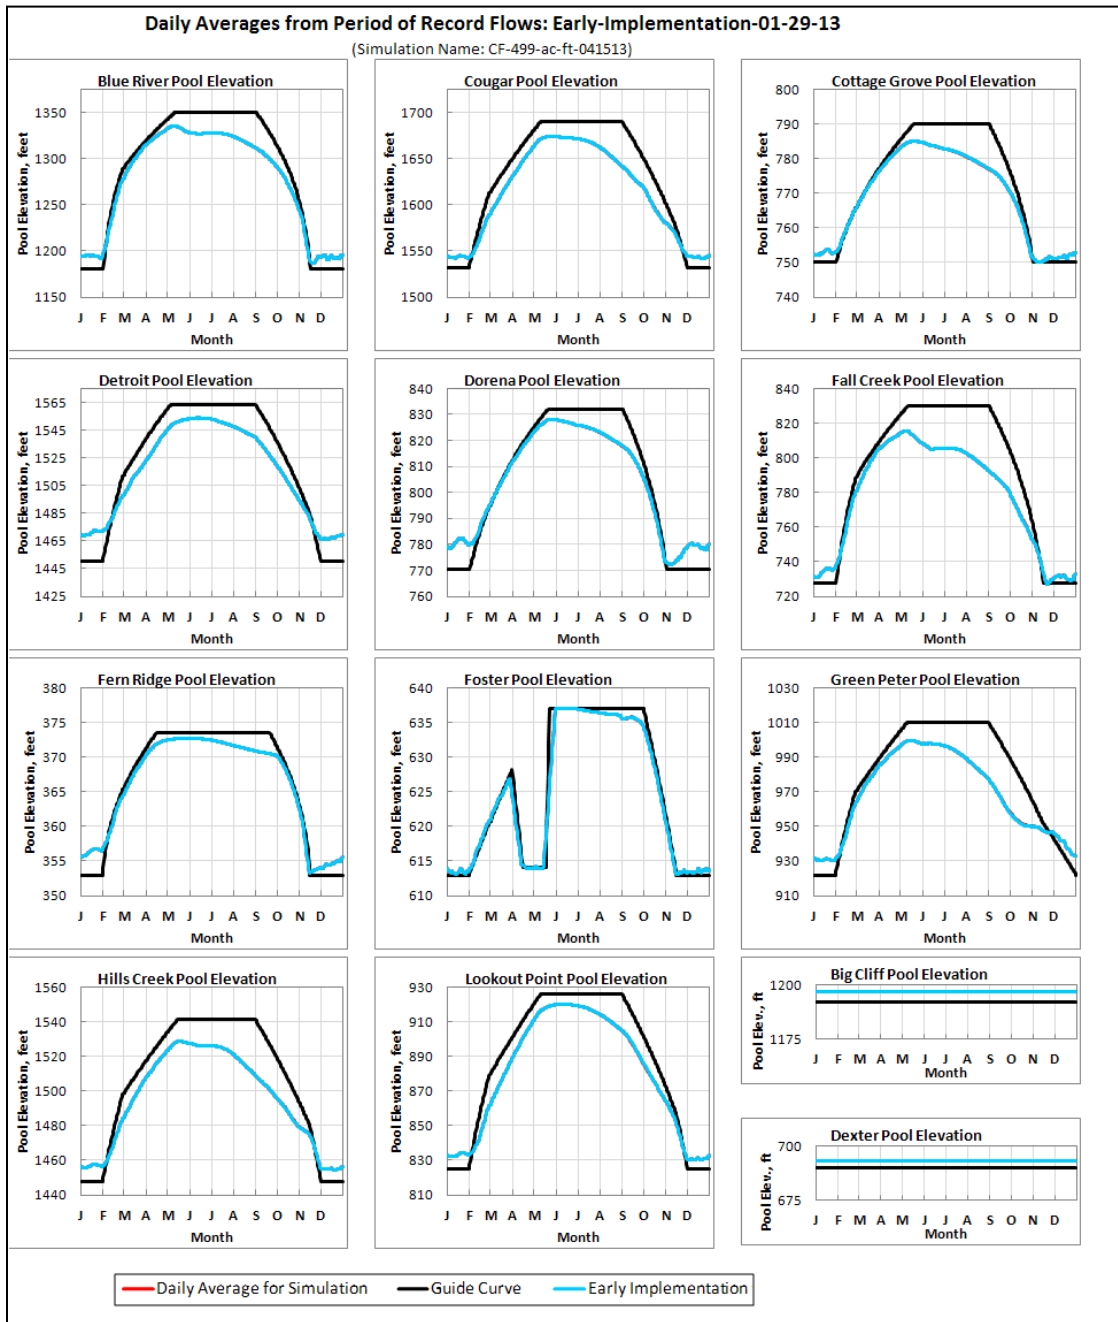 Daily Averages from Period of Record Flows: Early-Implementation-01-29-13
(Simulation Name: CF-499-ac-ft-041513)
Blue River Pool Elevation
Pool Elevation, feet
1350
1300
1250
1200
1150
J F M A M J J A S O N D
Month
Cougar Pool Elevation
Pool Elevation, feet
1700
1650
1600
1550
1500
J F M A M J J A S O N D
Month
Cottage Grove Pool Elevation
Pool Elevation, feet
800
790
780
770
760
750
740
J F M A M J J A S O N D
Month
Detroit Pool Elevation
Pool Elevation, feet
1565
1545
1525
1505
1485
1465
1445
1425
J F M A M J J A S O N D
Month
Dorena Pool Elevation
Pool Elevation, feet
840
830
820
810
800
790
780
770
760
J F M A M J J A S O N D
Month
Fall Creek Pool Elevation
Pool Elevation, feet
840
820
800
780
760
740
720
J F M A M J J A S O N D
Month
Fern Ridge Pool Elevation
Pool Elevation, feet
380
375
370
365
360
355
350
J F M A M J J A S O N D
Month
Foster Pool Elevation
Pool Elevation, feet
640
635
630
625
620
615
610
J F M A M J J A S O N D
Month
Green Peter Pool Elevation
Pool Elevation, feet
1030
1010
990
970
950
930
910
J F M A M J J A S O N D
Month
Hills Creek Pool Elevation
Pool Elevation, feet
1560
1540
1520
1500
1480
1460
1440
J F M A M J J A S O N D
Month
Lookout Point Pool Elevation
Pool Elevation, feet
930
910
890
870
850
830
810
J F M A M J J A S O N D
Month
Big Cliff Pool Elevation
Pool Elev., ft
1200
1175
J F M A M J J A S O N D
Month
Dexter Pool Elevation
Pool Elev., ft
700
675
J F M A M J J A S O N D
Month
Daily Average for Simulation Guide Curve Early Implementation